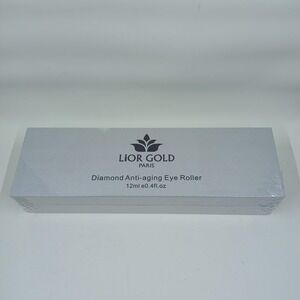 LIOR GOLD
PARIS
Diamond Anti-aging Eye Roller
12ml e0.4fl.oz